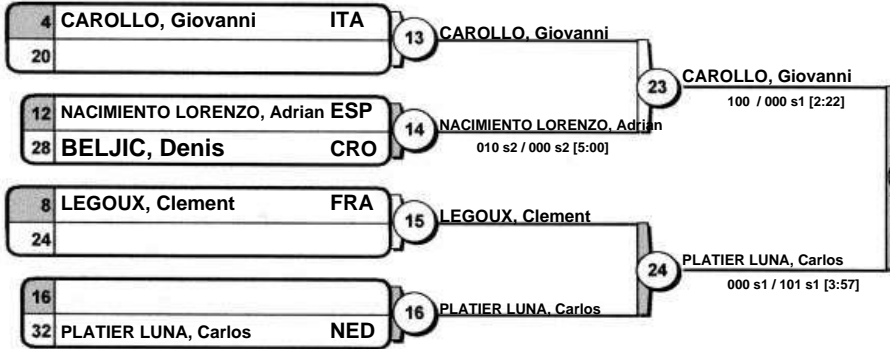 4 CAROLLO, Giovanni ITA
20
13 CAROLLO, Giovanni
12 NACIMIENTO LORENZO, Adrian ESP
28 BELJIC, Denis CRO
14 NACIMIENTO LORENZO, Adrian
010 s2 / 000 s2 [5:00]
23 CAROLLO, Giovanni
100 / 000 s1 [2:22]
8 LEGOUX, Clement FRA
24
15 LEGOUX, Clement
16
32 PLATIER LUNA, Carlos NED
16 PLATIER LUNA, Carlos
24 PLATIER LUNA, Carlos
000 s1 / 101 s1 [3:57]